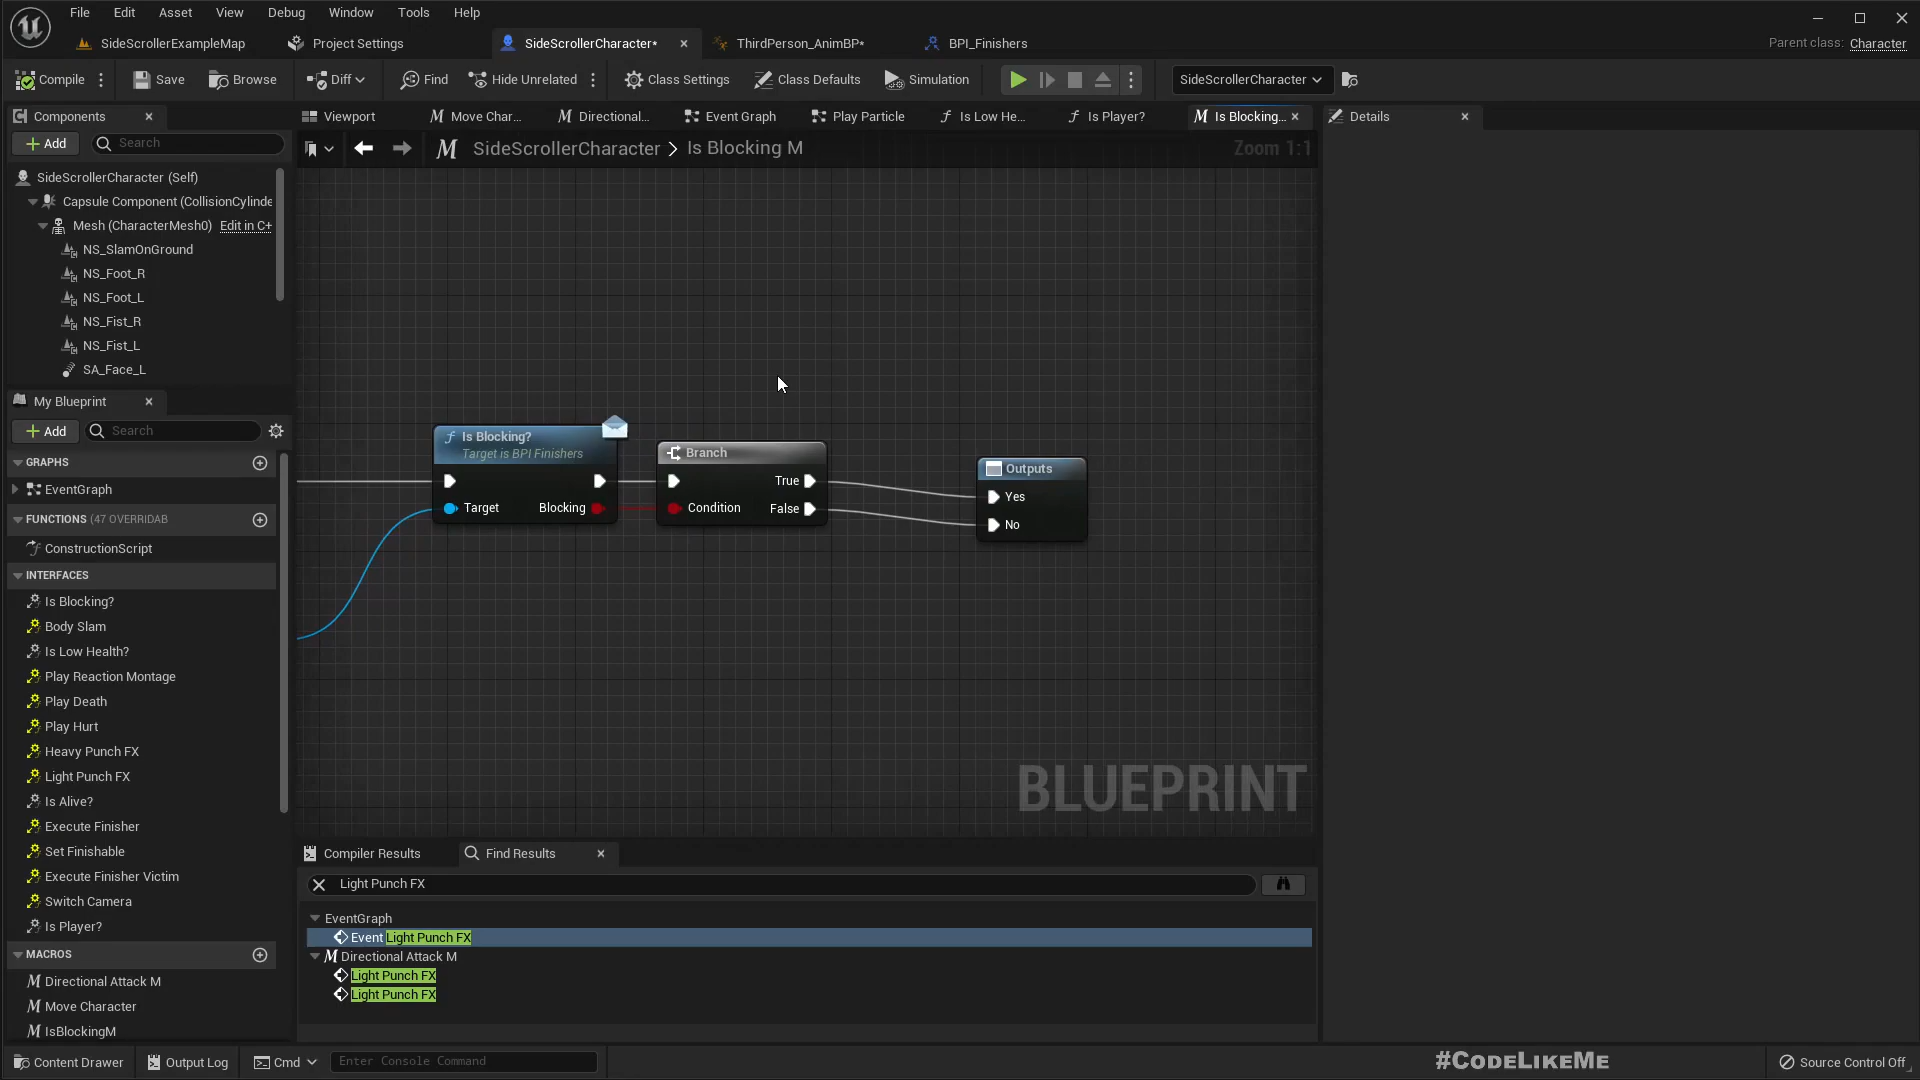 File Edit Asset View Debug Window Tools Help
SideScrollerExampleMap Project Settings SideScrollerCharacter* ThirdPerson_AnimBP* BPI_Finishers Parent class: Character
Compile Save Browse Diff Find Hide Unrelated Class Settings Class Defaults Simulation SideScrollerCharacter
Components
Add Search
SideScrollerCharacter (Self)
Capsule Component (CollisionCylinde
Mesh (CharacterMesh0) Edit in C+
NS_SlamOnGround
NS_Foot_R
NS_Foot_L
NS_Fist_R
NS_Fist_L
SA_Face_L
My Blueprint
Add Search
GRAPHS
EventGraph
FUNCTIONS (47 OVERRIDAB
ConstructionScript
INTERFACES
Is Blocking?
Body Slam
Is Low Health?
Play Reaction Montage
Play Death
Play Hurt
Heavy Punch FX
Light Punch FX
Is Alive?
Execute Finisher
Set Finishable
Execute Finisher Victim
Switch Camera
Is Player?
MACROS
Directional Attack M
Move Character
IsBlockingM
Viewport Move Char... Directional... Event Graph Play Particle Is Low He... Is Player? Is Blocking...
SideScrollerCharacter > Is Blocking M Zoom 1:1
Is Blocking?
Target is BPI Finishers
Target Blocking
Branch
True
Condition False
Outputs
Yes
No
BLUEPRINT
Compiler Results Find Results
Light Punch FX
EventGraph
Event Light Punch FX
Directional Attack M
Light Punch FX
Light Punch FX
Details
Content Drawer Output Log Cmd Enter Console Command #CODELIKEME Source Control Off